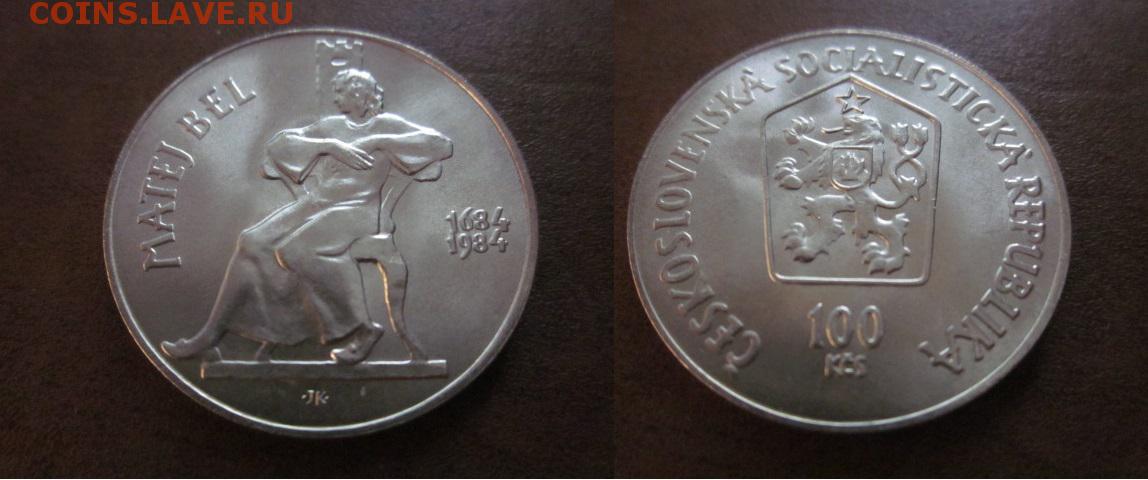 COINS.LAVE.RU
MATEJ BEL
1684
1984
·JK·
ČESKOSLOVENSKÁ SOCIALISTICKÁ REPUBLIKA
100
Kčs